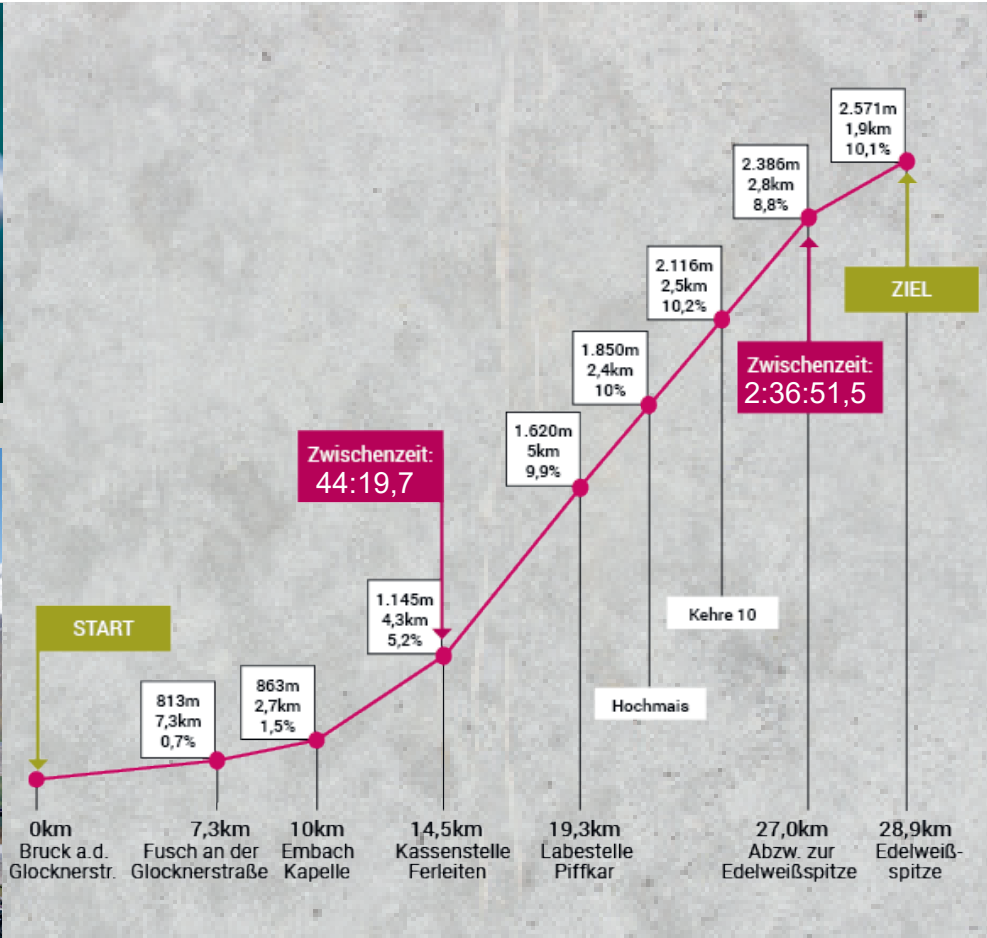 2.571m
1,9km
10,1%
2.386m
2,8km
8,8%
2.116m
2,5km
10,2%
ZIEL
1.850m
2,4km
10%
Zwischenzeit:
2:36:51,5
1.620m
5km
9,9%
Zwischenzeit:
44:19,7
1.145m
4,3km
5,2%
Kehre 10
START
863m
2,7km
1,5%
813m
7,3km
0,7%
Hochmais
0km
Bruck a.d.
Glocknerstr.
7,3km
Fusch an der
Glocknerstraße
10km
Embach
Kapelle
14,5km
Kassenstelle
Ferleiten
19,3km
Labestelle
Piffkar
27,0km
Abzw. zur
Edelweißspitze
28,9km
Edelweiß-
spitze